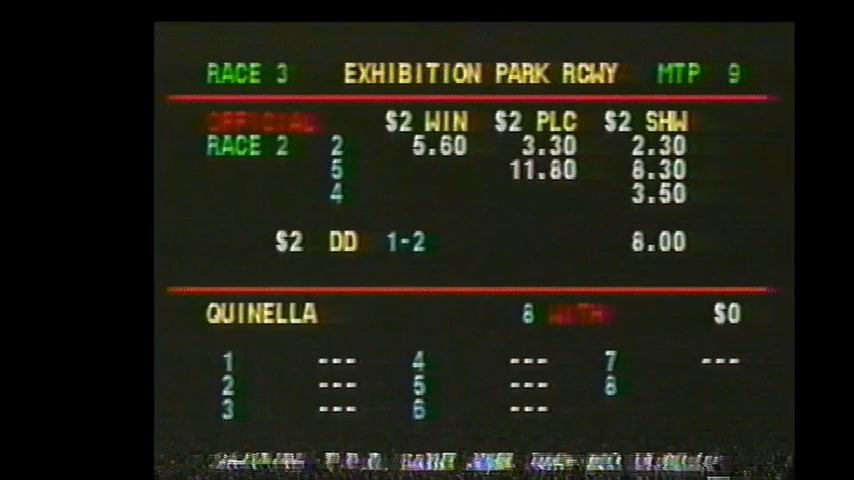 RACE 3 EXHIBITION PARK RCWY MTP 9
OFFICIAL $2 WIN $2 PLC $2 SHW
RACE 2 2 5.60 3.30 2.30
5 11.80 8.30
4 3.50
$2 DD 1-2 8.00
QUINELLA 8 WITH $0
1 --- 4 --- 7 ---
2 --- 5 --- 8
3 --- 6 ---